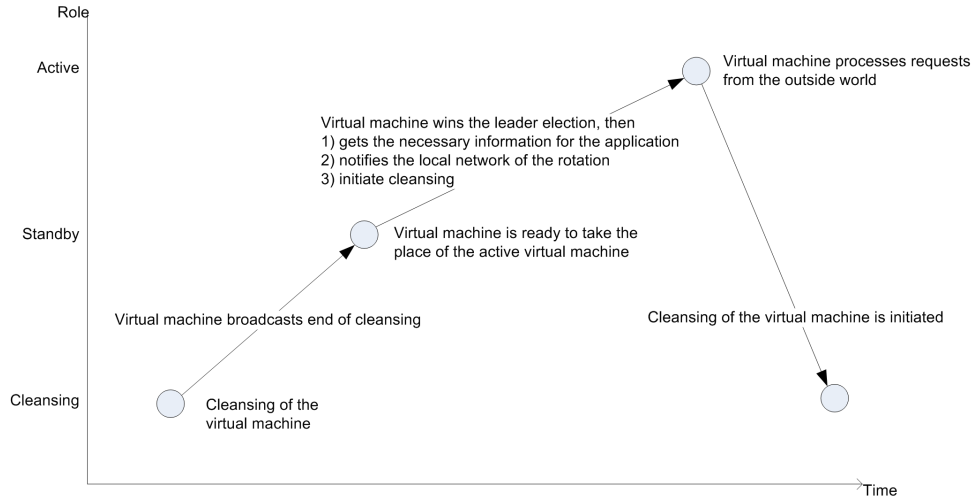 Role
Active
Virtual machine processes requests
from the outside world
Virtual machine wins the leader election, then
1) gets the necessary information for the application
2) notifies the local network of the rotation
3) initiate cleansing
Standby
Virtual machine is ready to take the
place of the active virtual machine
Virtual machine broadcasts end of cleansing
Cleansing of the virtual machine is initiated
Cleansing
Cleansing of the
virtual machine
Time